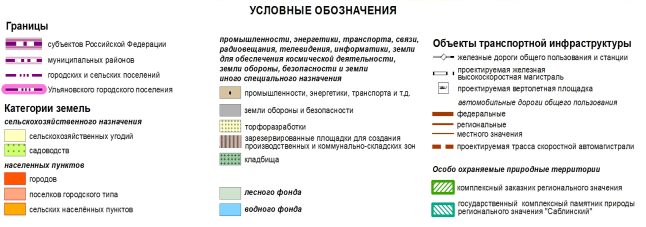 УСЛОВНЫЕ ОБОЗНАЧЕНИЯ
Границы
субъектов Российской Федерации
муниципальных районов
городских и сельских поселений
Ульяновского городского поселения
Категории земель
сельскохозяйственного назначения
сельскохозяйственных угодий
садоводств
населенных пунктов
городов
поселков городского типа
сельских населённых пунктов
промышленности, энергетики, транспорта, связи,
радиовещания, телевидения, информатики, земли
для обеспечения космической деятельности,
земли обороны, безопасности и земли
иного специального назначения
промышленности, энергетики, транспорта и т.д.
земли обороны и безопасности
торфоразработки
зарезервированные площадки для создания
производственных и коммунально-складских зон
кладбища
лесного фонда
водного фонда
Объекты транспортной инфраструктуры
железные дороги общего пользования и станции
проектируемая железная
высокоскоростная магистраль
проектируемая вертолетная площадка
автомобильные дороги общего пользования
федеральные
региональные
местного значения
проектируемая трасса скоростной автомагистрали
Особо охраняемые природные территории
комплексный заказник регионального значения
государственный комплексный памятник природы
регионального значения "Саблинский"